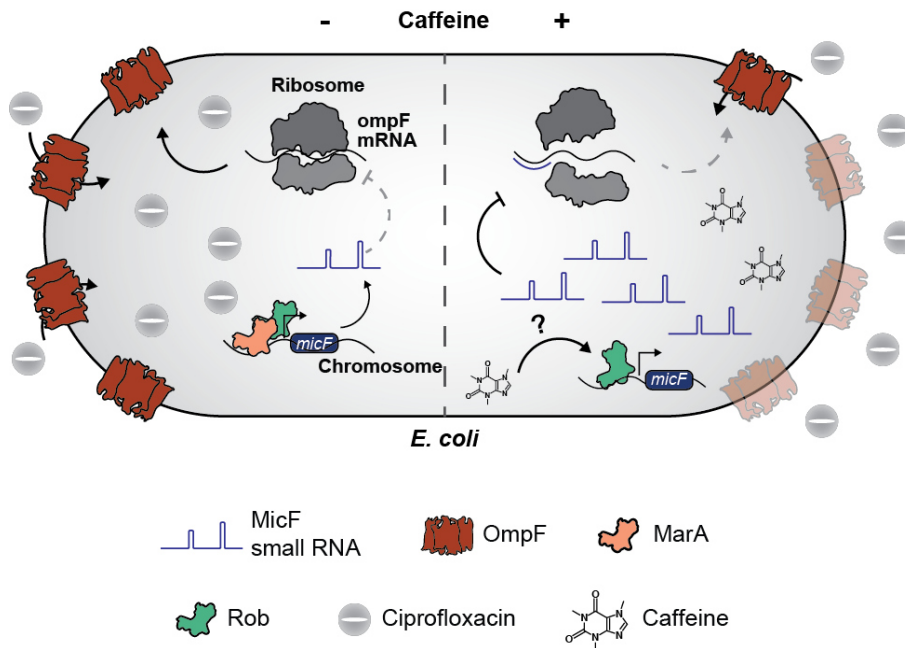 - Caffeine +
Ribosome
ompF
mRNA
micF
Chromosome
?
micF
E. coli
MicF
small RNA
OmpF
MarA
Rob
Ciprofloxacin
Caffeine